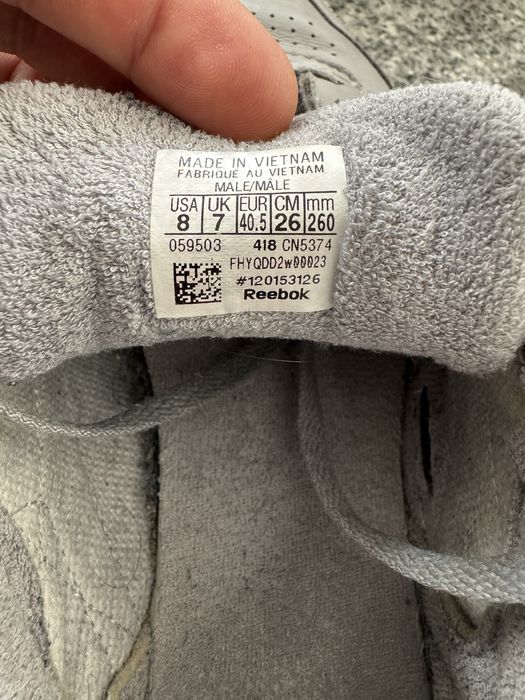 MADE IN VIETNAM
FABRIQUÉ AU VIETNAM
MALE/MÂLE
USA UK EUR CM mm
8 7 40.5 26 260
059503 418 CN5374
FHYQDD2w00023
#120153126
Reebok